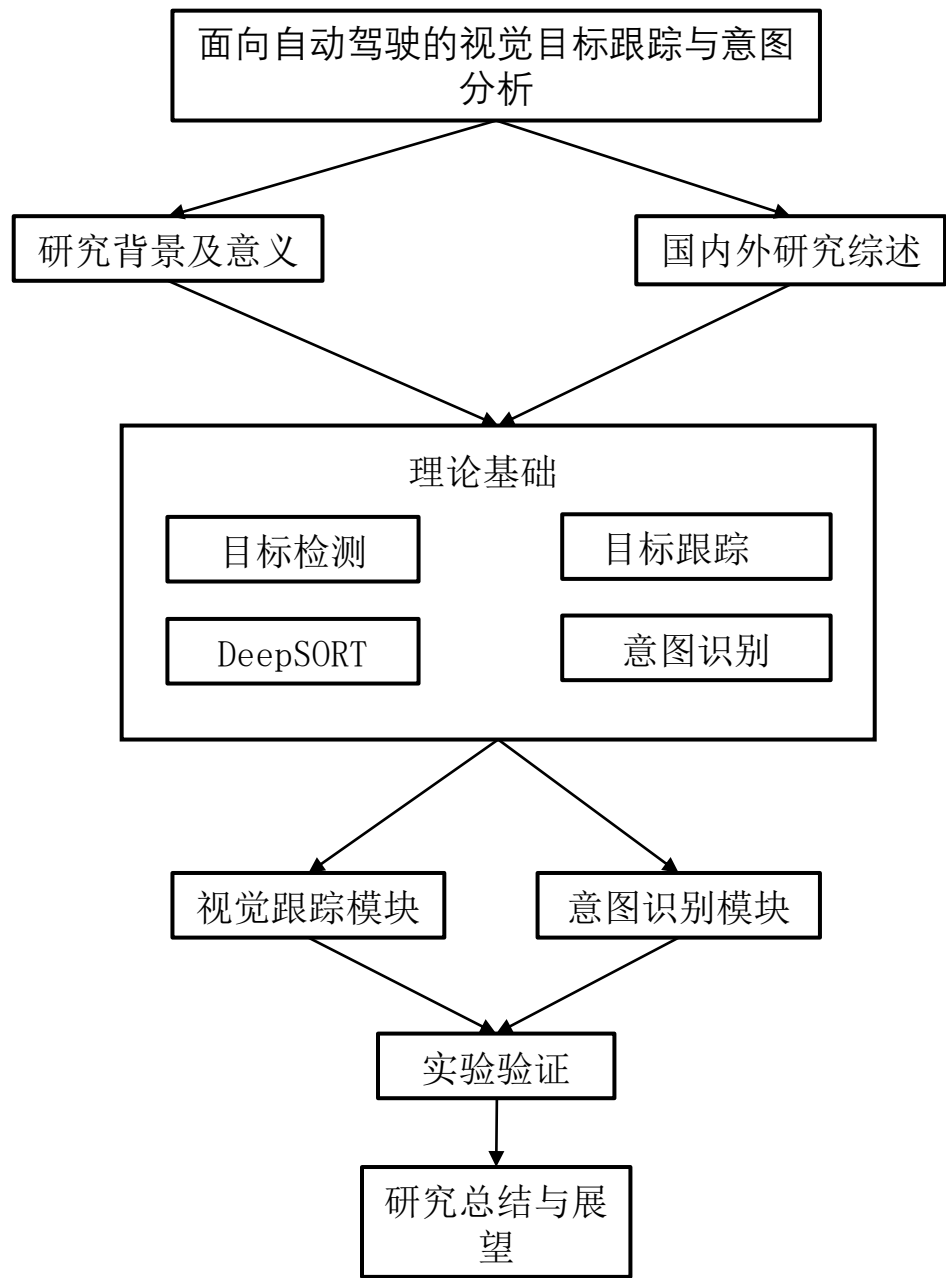 面向自动驾驶的视觉目标跟踪与意图
分析
研究背景及意义
国内外研究综述
理论基础
目标检测
目标跟踪
DeepSORT
意图识别
视觉跟踪模块
意图识别模块
实验验证
研究总结与展
望